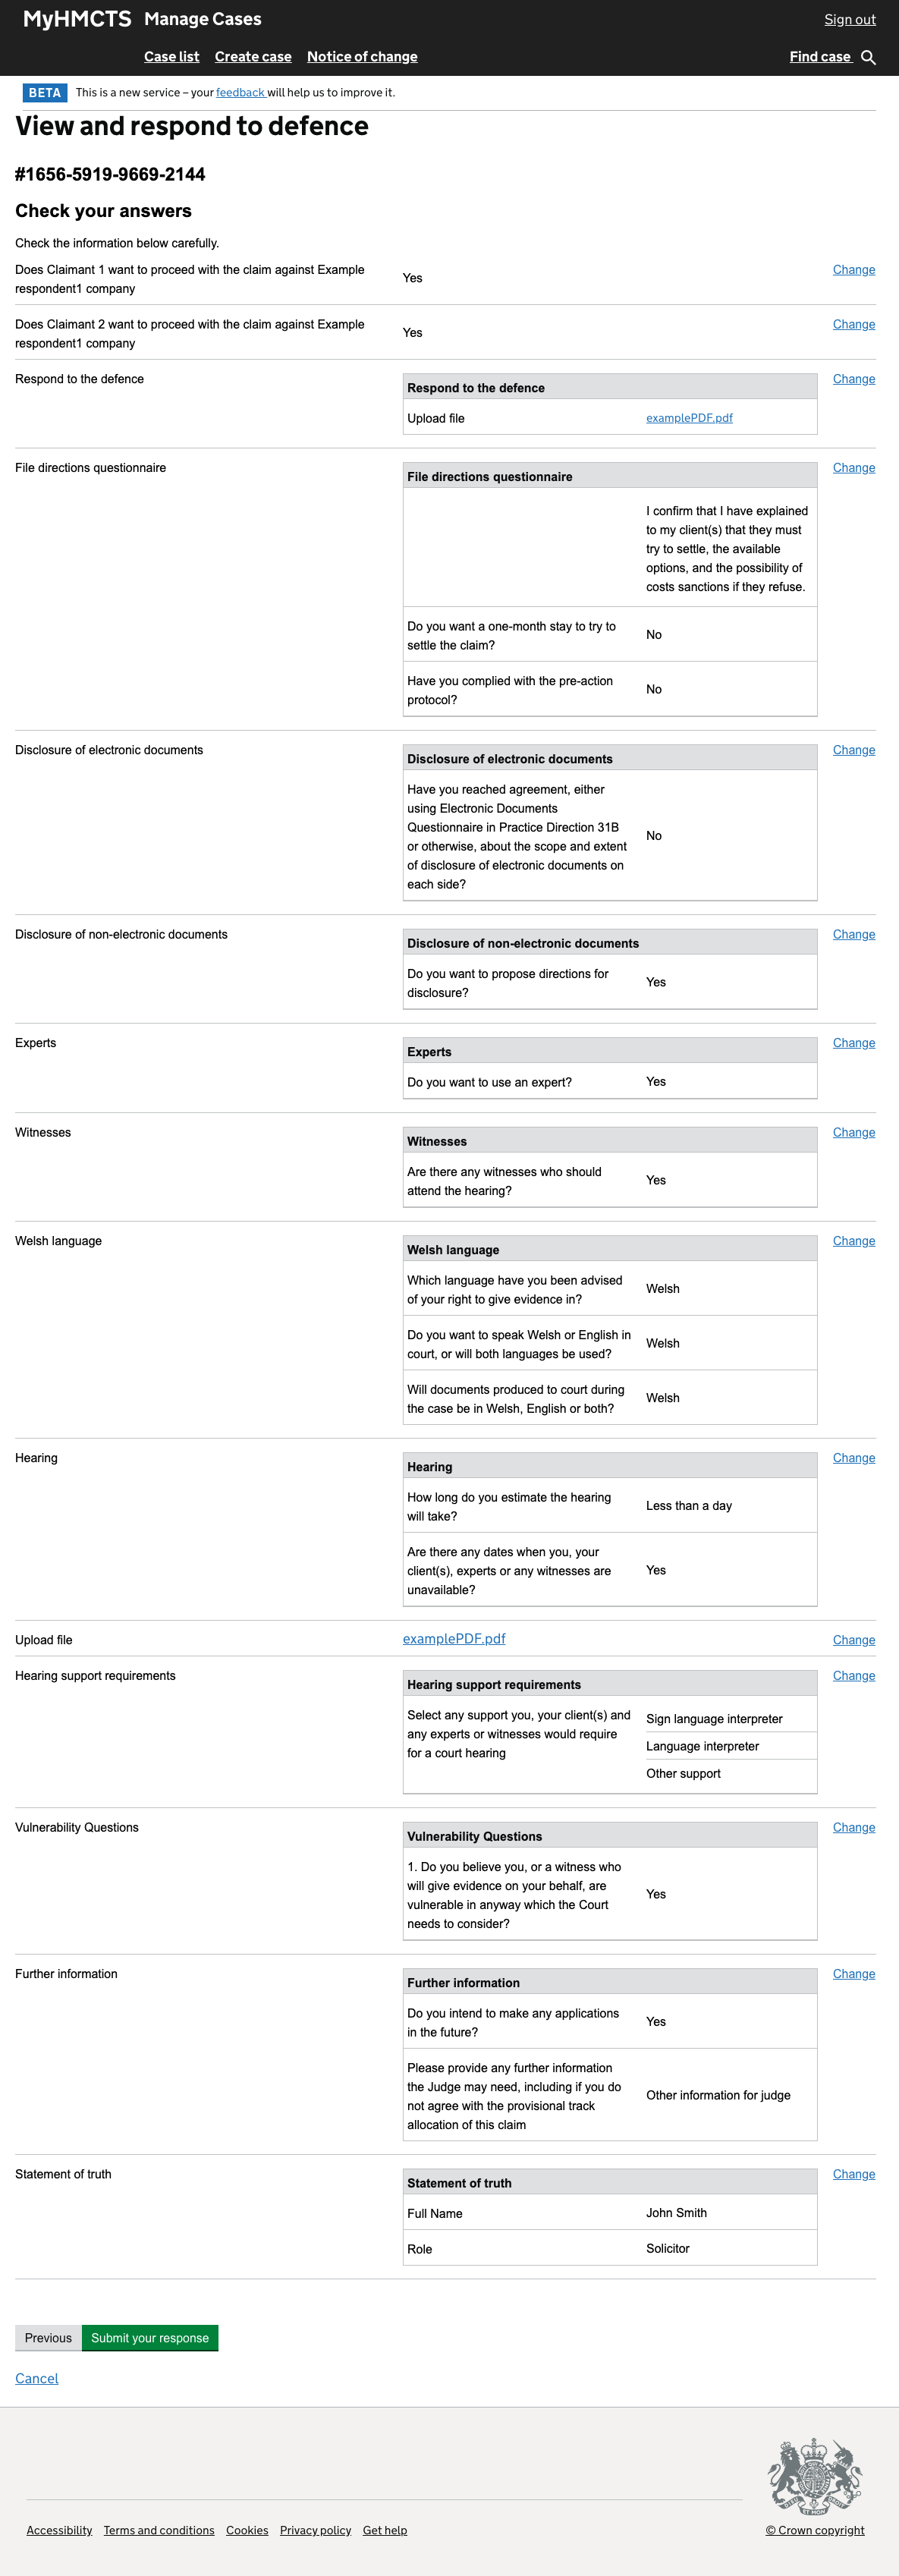 MyHMCTS Manage Cases Sign out
Case list Create case Notice of change Find case
BETA This is a new service – your feedback will help us to improve it.
View and respond to defence
#1656-5919-9669-2144
Check your answers
Check the information below carefully.
Does Claimant 1 want to proceed with the claim against Example
respondent1 company
Yes
Change
Does Claimant 2 want to proceed with the claim against Example
respondent1 company
Yes
Change
Respond to the defence
Respond to the defence
Upload file examplePDF.pdf
Change
File directions questionnaire
File directions questionnaire
I confirm that I have explained
to my client(s) that they must
try to settle, the available
options, and the possibility of
costs sanctions if they refuse.
Do you want a one-month stay to try to
settle the claim?
No
Have you complied with the pre-action
protocol?
No
Change
Disclosure of electronic documents
Disclosure of electronic documents
Have you reached agreement, either
using Electronic Documents
Questionnaire in Practice Direction 31B
or otherwise, about the scope and extent
of disclosure of electronic documents on
each side?
No
Change
Disclosure of non-electronic documents
Disclosure of non-electronic documents
Do you want to propose directions for
disclosure?
Yes
Change
Experts
Experts
Do you want to use an expert? Yes
Change
Witnesses
Witnesses
Are there any witnesses who should
attend the hearing?
Yes
Change
Welsh language
Welsh language
Which language have you been advised
of your right to give evidence in?
Welsh
Do you want to speak Welsh or English in
court, or will both languages be used?
Welsh
Will documents produced to court during
the case be in Welsh, English or both?
Welsh
Change
Hearing
Hearing
How long do you estimate the hearing
will take?
Less than a day
Are there any dates when you, your
client(s), experts or any witnesses are
unavailable?
Yes
Change
Upload file examplePDF.pdf Change
Hearing support requirements
Hearing support requirements
Select any support you, your client(s) and
any experts or witnesses would require
for a court hearing
Sign language interpreter
Language interpreter
Other support
Change
Vulnerability Questions
Vulnerability Questions
1. Do you believe you, or a witness who
will give evidence on your behalf, are
vulnerable in anyway which the Court
needs to consider?
Yes
Change
Further information
Further information
Do you intend to make any applications
in the future?
Yes
Please provide any further information
the Judge may need, including if you do
not agree with the provisional track
allocation of this claim
Other information for judge
Change
Statement of truth
Statement of truth
Full Name John Smith
Role Solicitor
Change
Previous Submit your response
Cancel
Accessibility Terms and conditions Cookies Privacy policy Get help © Crown copyright